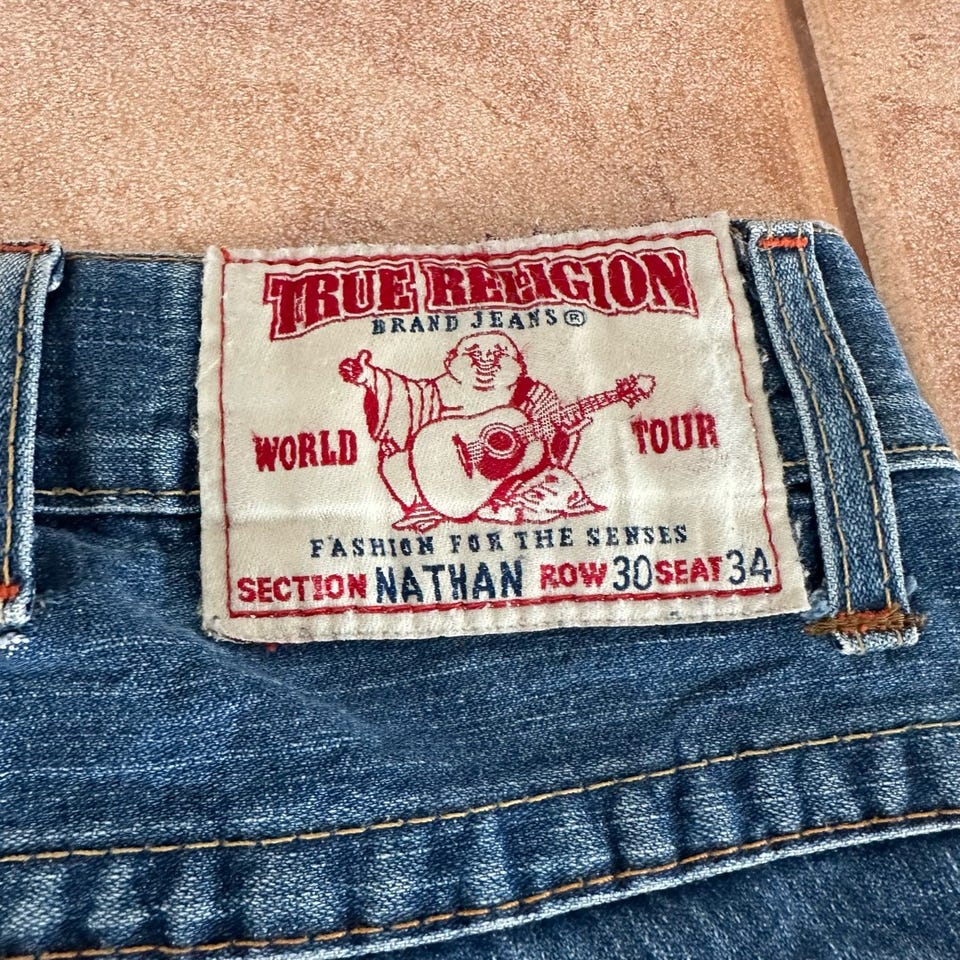 TRUE RELIGION
BRAND JEANS®
WORLD TOUR
FASHION FOR THE SENSES
SECTION NATHAN ROW 30 SEAT 34